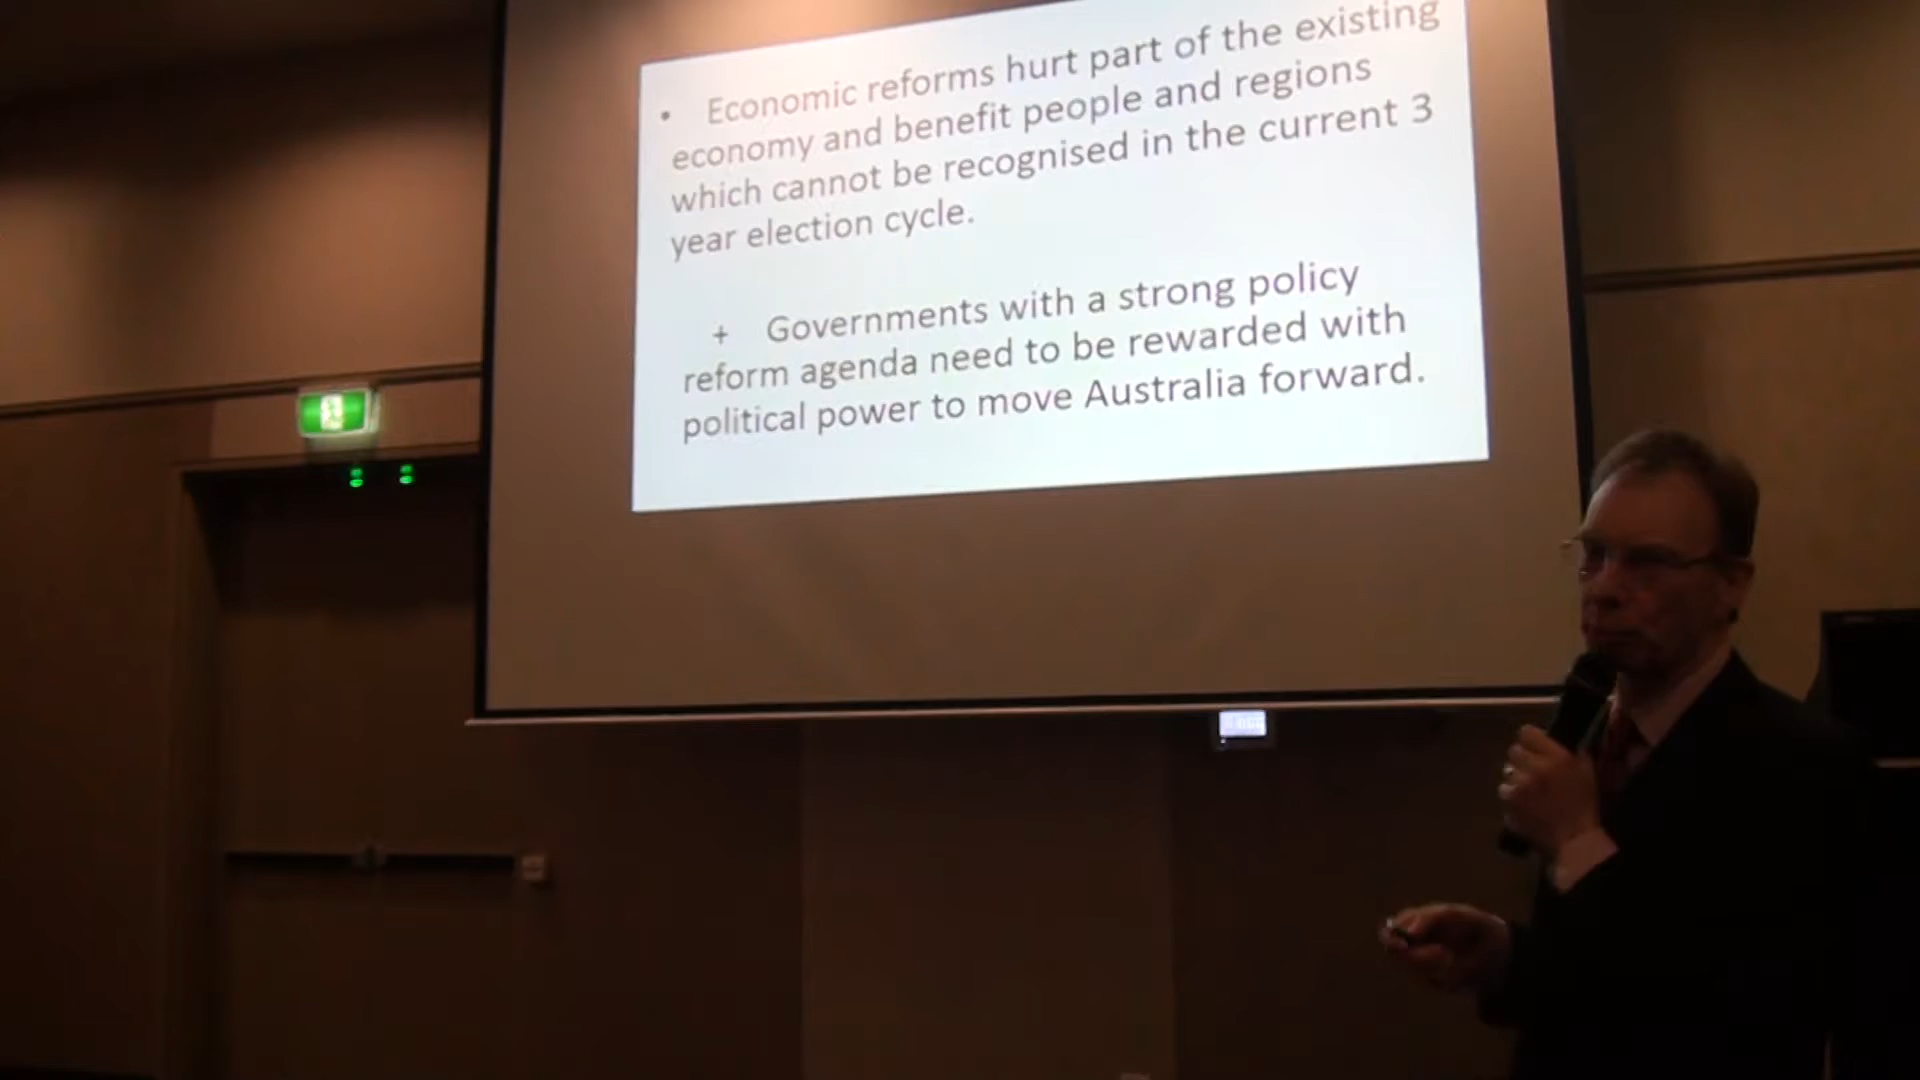 • Economic reforms hurt part of the existing
economy and benefit people and regions
which cannot be recognised in the current 3
year election cycle.
+ Governments with a strong policy
reform agenda need to be rewarded with
political power to move Australia forward.